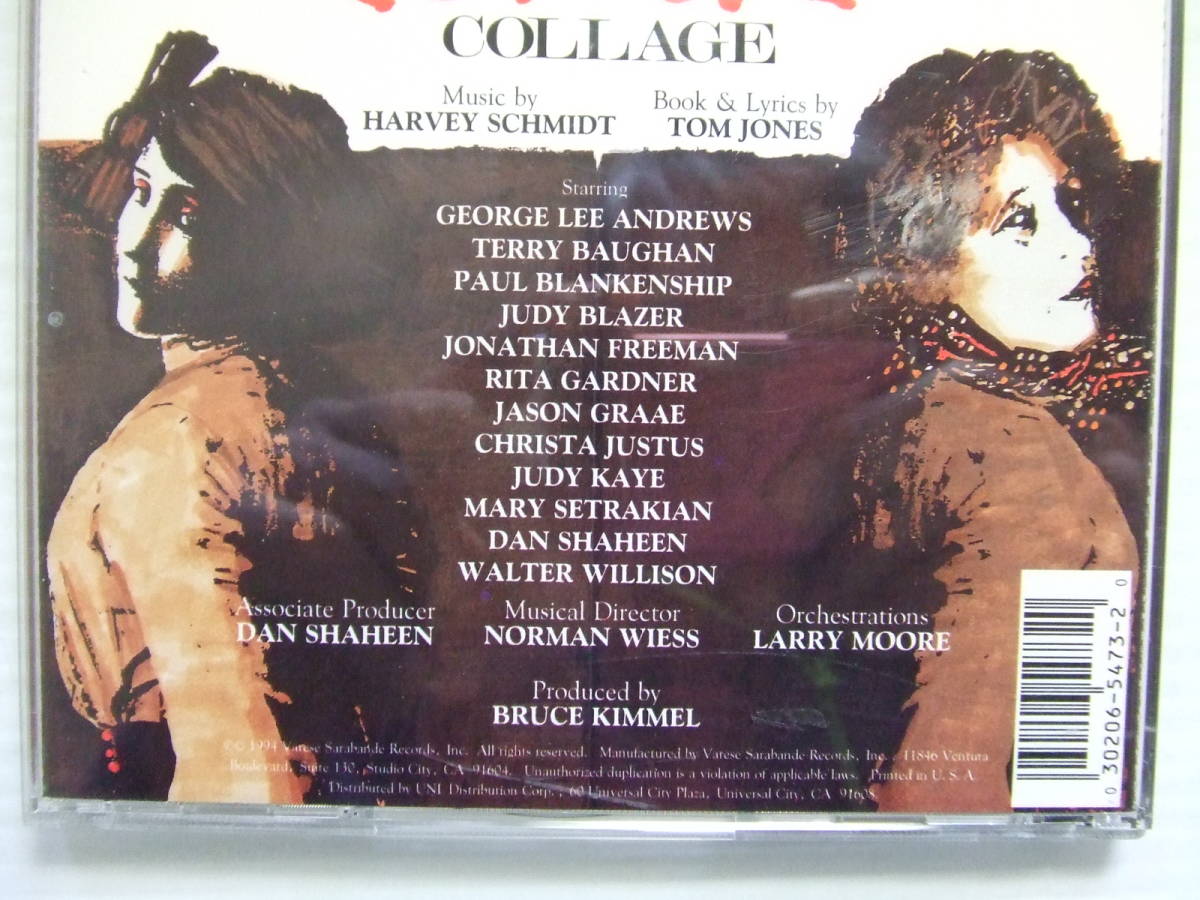 COLLAGE
Music by
HARVEY SCHMIDT
Book & Lyrics by
TOM JONES
Starring
GEORGE LEE ANDREWS
TERRY BAUGHAN
PAUL BLANKENSHIP
JUDY BLAZER
JONATHAN FREEMAN
RITA GARDNER
JASON GRAAE
CHRISTA JUSTUS
JUDY KAYE
MARY SETRAKIAN
DAN SHAHEEN
WALTER WILLISON
Associate Producer
DAN SHAHEEN
Musical Director
NORMAN WIESS
Orchestrations
LARRY MOORE
Produced by
BRUCE KIMMEL
℗© 1994 Varese Sarabande Records, Inc. All rights reserved. Manufactured by Varese Sarabande Records, Inc., 11846 Ventura
Boulevard, Suite 130, Studio City, CA 91604. Unauthorized duplication is a violation of applicable laws. Printed in U. S. A.
Distributed by UNI Distribution Corp., 60 Universal City Plaza, Universal City, CA 91608.
0 30206-5473-2 0